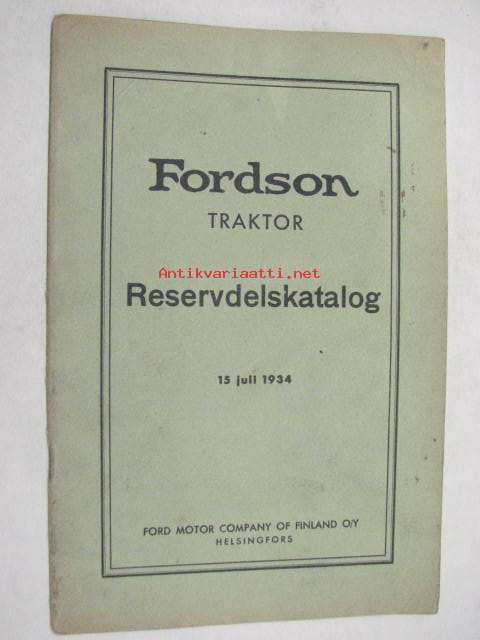 Fordson
TRAKTOR
Antikvariaatti.net
Reservdelskatalog
15 juli 1934
FORD MOTOR COMPANY OF FINLAND O/Y
HELSINGFORS